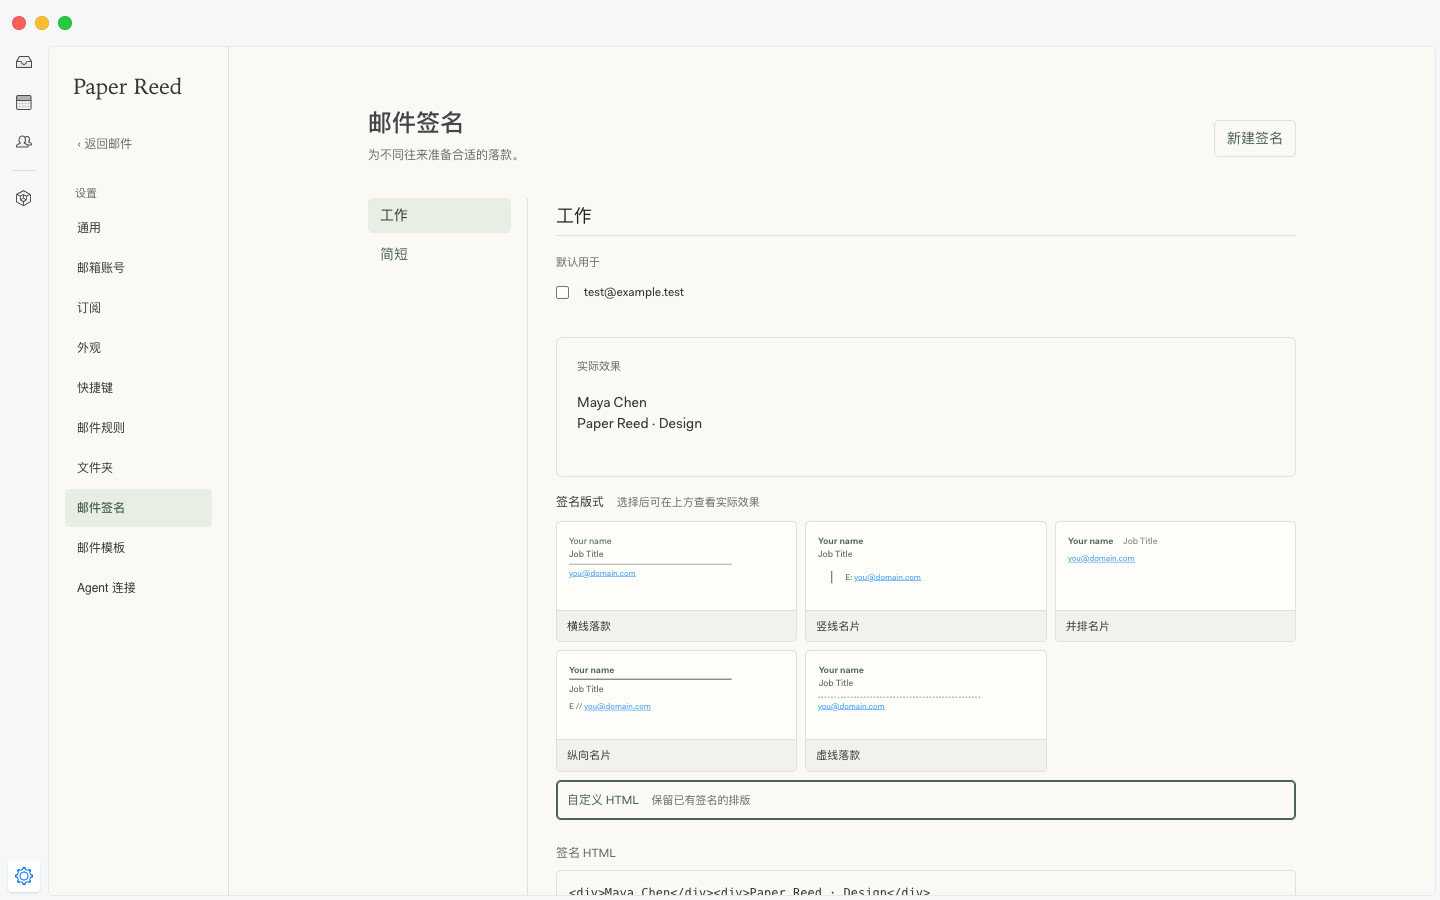 Paper Reed
‹ 返回邮件
设置
通用
邮箱账号
订阅
外观
快捷键
邮件规则
文件夹
邮件签名
邮件模板
Agent 连接
邮件签名
为不同往来准备合适的落款。
新建签名
工作
简短
工作
默认用于
test@example.test
实际效果
Maya Chen
Paper Reed · Design
签名版式 选择后可在上方查看实际效果
Your name
Job Title
you@domain.com
横线落款
Your name
Job Title
E: you@domain.com
竖线名片
Your name Job Title
you@domain.com
并排名片
Your name
Job Title
E // you@domain.com
纵向名片
Your name
Job Title
you@domain.com
虚线落款
自定义 HTML 保留已有签名的排版
签名 HTML
<div>Maya Chen</div><div>Paper Reed · Design</div>